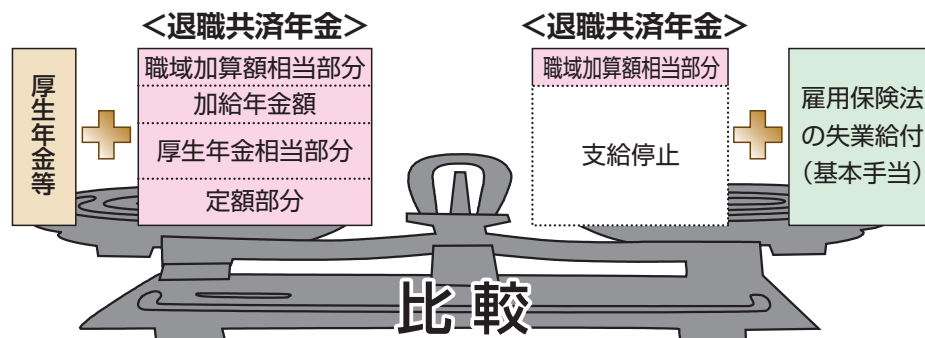 <退職共済年金>
<退職共済年金>
厚生年金等
職域加算額相当部分
加給年金額
厚生年金相当部分
定額部分
職域加算額相当部分
支給停止
雇用保険法
の失業給付
(基本手当)
比較